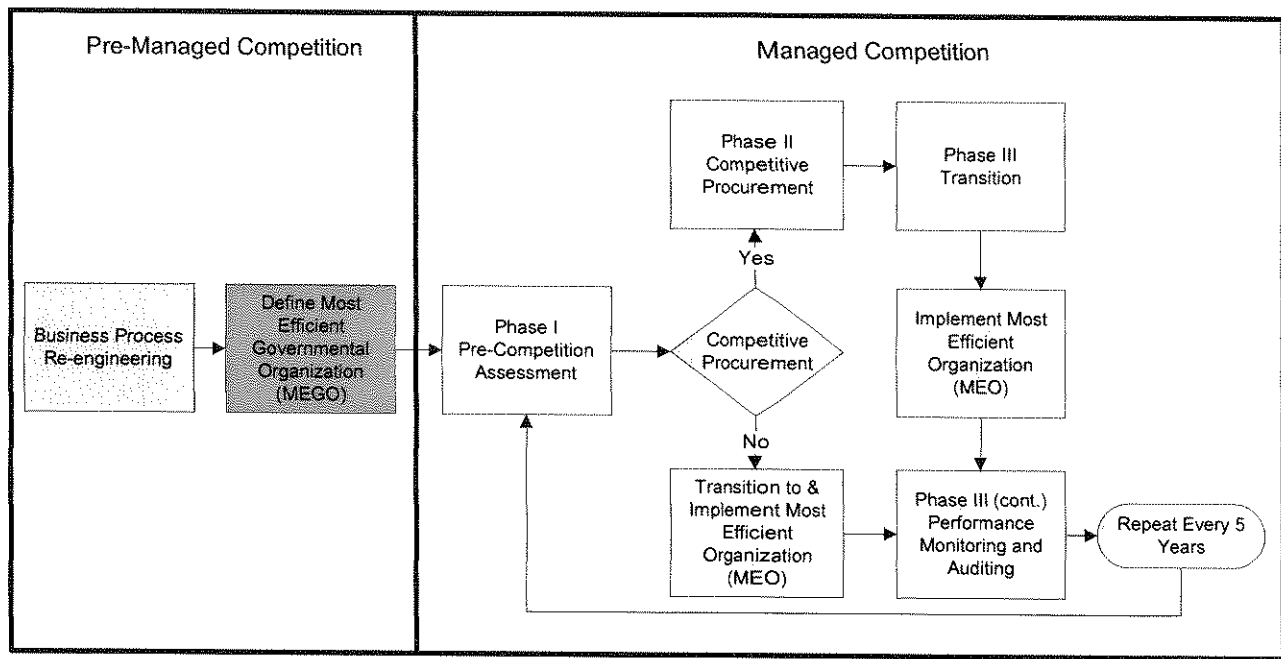 Pre-Managed Competition
Managed Competition
Phase II
Competitive
Procurement
Phase III
Transition
Yes
Business Process
Re-engineering
Define Most
Efficient
Governmental
Organization
(MEGO)
Phase I
Pre-Competition
Assessment
Competitive
Procurement
Implement Most
Efficient
Organization
(MEO)
No
Transition to &
Implement Most
Efficient
Organization
(MEO)
Phase III (cont.)
Performance
Monitoring and
Auditing
Repeat Every 5
Years